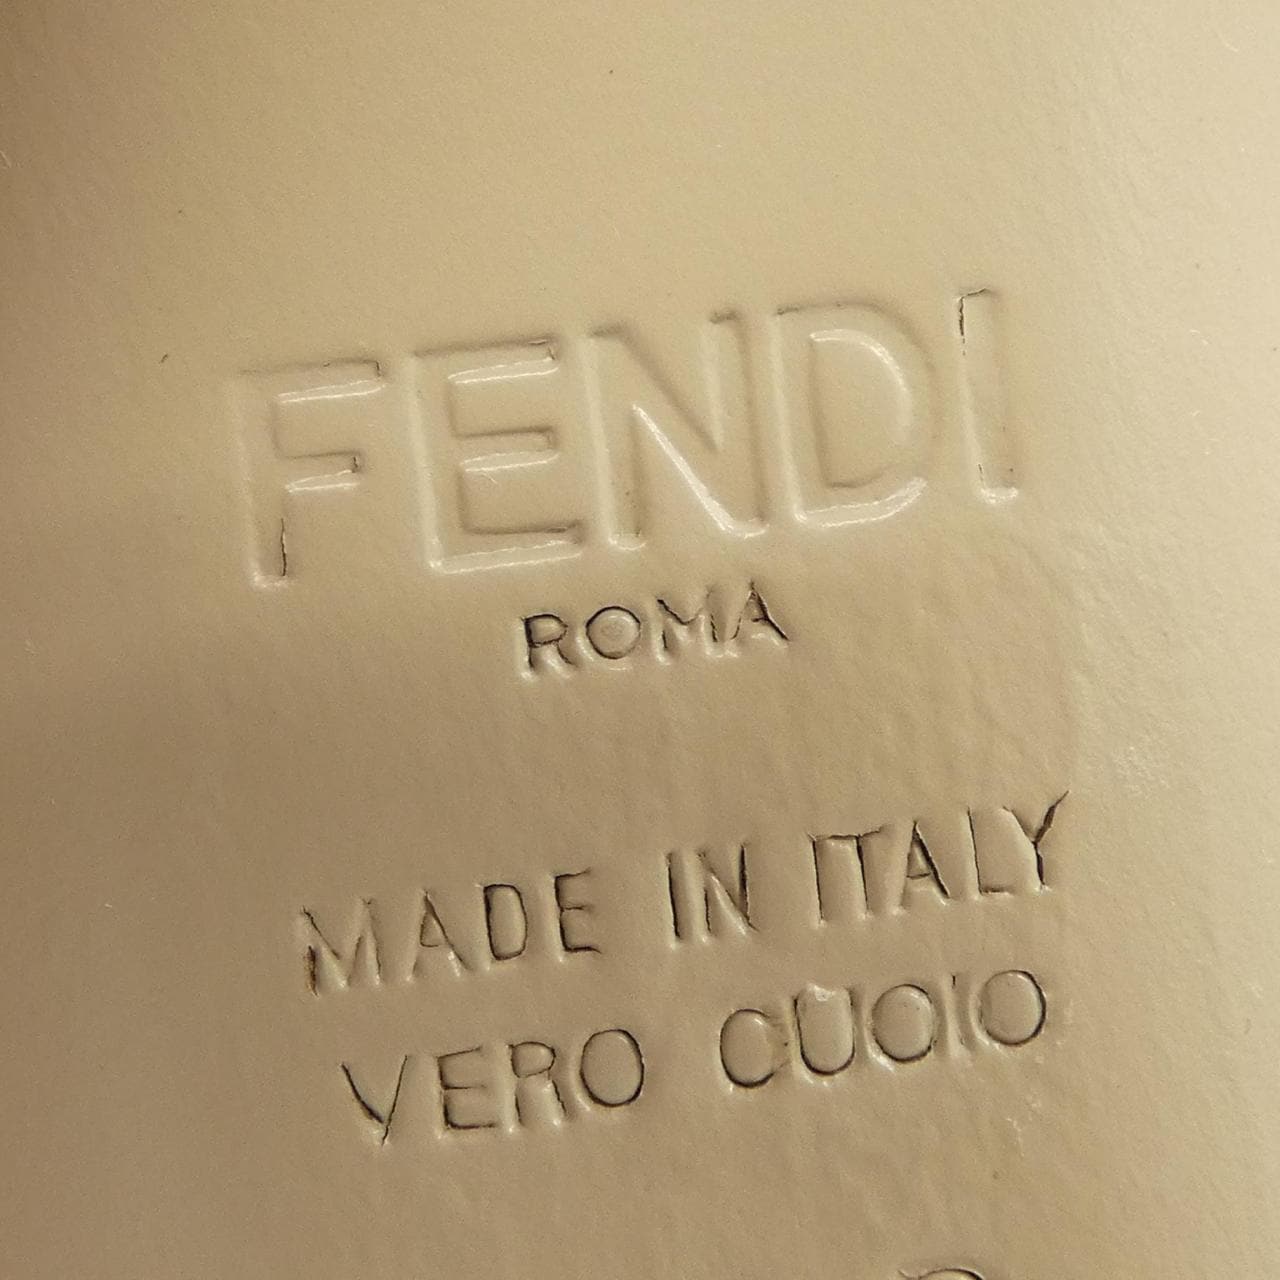 FENDI
ROMA
MADE IN ITALY
VERO CUOIO